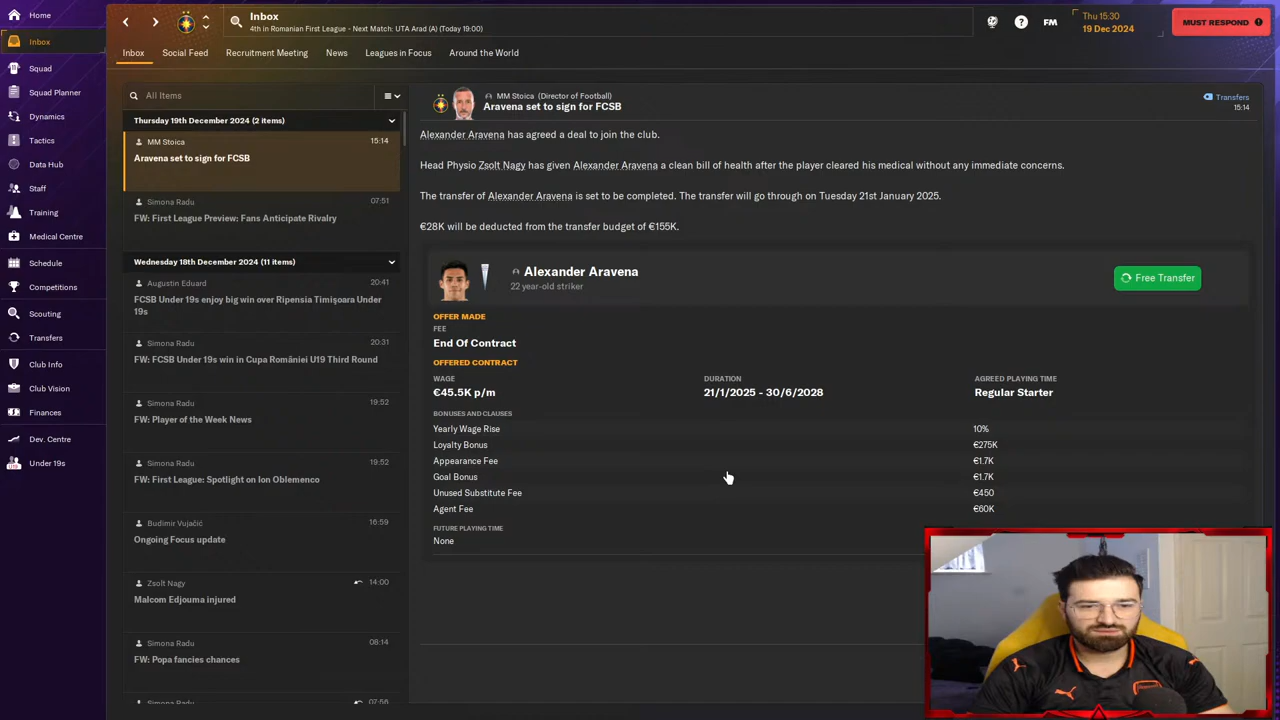 Home
Inbox
Squad
Squad Planner
Dynamics
Tactics
Data Hub
Staff
Training
Medical Centre
Schedule
Competitions
Scouting
Transfers
Club Info
Club Vision
Finances
Dev. Centre
Under 19s
Inbox
4th in Romanian First League - Next Match: UTA Arad (A) (Today 19:00)
FM
Thu 15:30
19 Dec 2024
MUST RESPOND
Inbox
Social Feed
Recruitment Meeting
News
Leagues in Focus
Around the World
All Items
Thursday 19th December 2024 (2 items)
MM Stoica 15:14
Aravena set to sign for FCSB
Simona Radu 07:51
FW: First League Preview: Fans Anticipate Rivalry
Wednesday 18th December 2024 (11 items)
Augustin Eduard 20:41
FCSB Under 19s enjoy big win over Ripensia Timişoara Under
19s
Simona Radu 20:31
FW: FCSB Under 19s win in Cupa României U19 Third Round
Simona Radu 19:52
FW: Player of the Week News
Simona Radu 19:52
FW: First League: Spotlight on Ion Oblemenco
Budimir Vujačić 16:59
Ongoing Focus update
Zsolt Nagy 14:00
Malcom Edjouma injured
Simona Radu 08:14
FW: Popa fancies chances
Simona Radu 07:56
MM Stoica (Director of Football)
Aravena set to sign for FCSB
Transfers
15:14
Alexander Aravena has agreed a deal to join the club.
Head Physio Zsolt Nagy has given Alexander Aravena a clean bill of health after the player cleared his medical without any immediate concerns.
The transfer of Alexander Aravena is set to be completed. The transfer will go through on Tuesday 21st January 2025.
€28K will be deducted from the transfer budget of €155K.
Alexander Aravena
22 year-old striker
Free Transfer
OFFER MADE
FEE
End Of Contract
OFFERED CONTRACT
WAGE DURATION AGREED PLAYING TIME
€45.5K p/m 21/1/2025 - 30/6/2028 Regular Starter
BONUSES AND CLAUSES
Yearly Wage Rise 10%
Loyalty Bonus €275K
Appearance Fee €1.7K
Goal Bonus €1.7K
Unused Substitute Fee €450
Agent Fee €60K
FUTURE PLAYING TIME
None